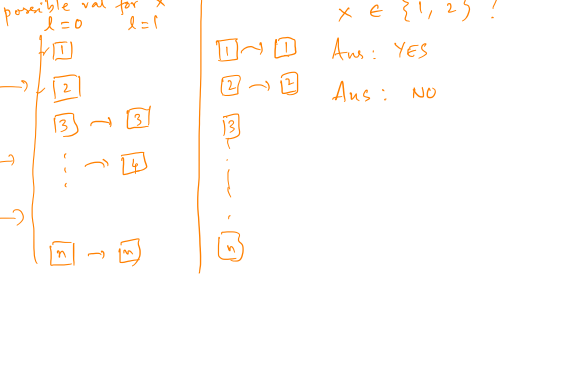 possible val for x
l=0 l=1
1
2
3 → 3
→ 4
n → n
x ∈ {1, 2} ?
1 → 1 Ans: YES
2 → 2 Ans: NO
3
n